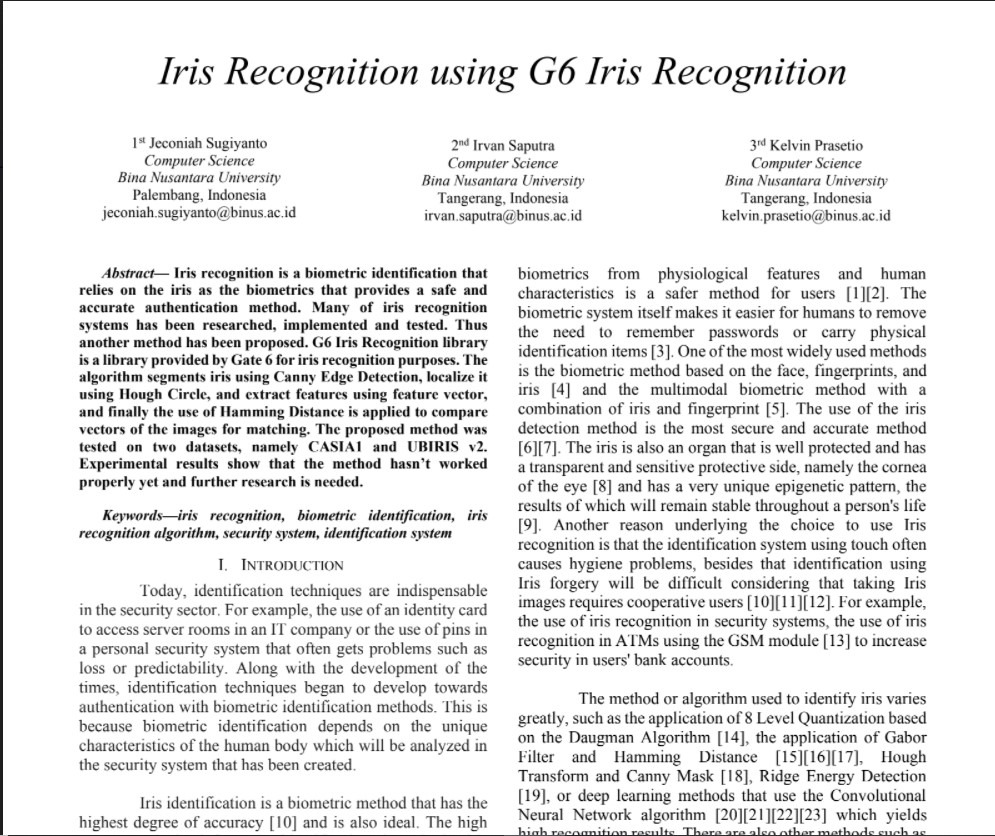 Iris Recognition using G6 Iris Recognition
1st Jeconiah Sugiyanto
Computer Science
Bina Nusantara University
Palembang, Indonesia
jeconiah.sugiyanto@binus.ac.id
2nd Irvan Saputra
Computer Science
Bina Nusantara University
Tangerang, Indonesia
irvan.saputra@binus.ac.id
3rd Kelvin Prasetio
Computer Science
Bina Nusantara University
Tangerang, Indonesia
kelvin.prasetio@binus.ac.id
Abstract— Iris recognition is a biometric identification that
relies on the iris as the biometrics that provides a safe and
accurate authentication method. Many of iris recognition
systems has been researched, implemented and tested. Thus
another method has been proposed. G6 Iris Recognition library
is a library provided by Gate 6 for iris recognition purposes. The
algorithm segments iris using Canny Edge Detection, localize it
using Hough Circle, and extract features using feature vector,
and finally the use of Hamming Distance is applied to compare
vectors of the images for matching. The proposed method was
tested on two datasets, namely CASIA1 and UBIRIS v2.
Experimental results show that the method hasn't worked
properly yet and further research is needed.
Keywords—iris recognition, biometric identification, iris
recognition algorithm, security system, identification system
I. INTRODUCTION
Today, identification techniques are indispensable
in the security sector. For example, the use of an identity card
to access server rooms in an IT company or the use of pins in
a personal security system that often gets problems such as
loss or predictability. Along with the development of the
times, identification techniques began to develop towards
authentication with biometric identification methods. This is
because biometric identification depends on the unique
characteristics of the human body which will be analyzed in
the security system that has been created.
Iris identification is a biometric method that has the
highest degree of accuracy [10] and is also ideal. The high
biometrics from physiological features and human
characteristics is a safer method for users [1][2]. The
biometric system itself makes it easier for humans to remove
the need to remember passwords or carry physical
identification items [3]. One of the most widely used methods
is the biometric method based on the face, fingerprints, and
iris [4] and the multimodal biometric method with a
combination of iris and fingerprint [5]. The use of the iris
detection method is the most secure and accurate method
[6][7]. The iris is also an organ that is well protected and has
a transparent and sensitive protective side, namely the cornea
of the eye [8] and has a very unique epigenetic pattern, the
results of which will remain stable throughout a person's life
[9]. Another reason underlying the choice to use Iris
recognition is that the identification system using touch often
causes hygiene problems, besides that identification using
Iris forgery will be difficult considering that taking Iris
images requires cooperative users [10][11][12]. For example,
the use of iris recognition in security systems, the use of iris
recognition in ATMs using the GSM module [13] to increase
security in users' bank accounts.
The method or algorithm used to identify iris varies
greatly, such as the application of 8 Level Quantization based
on the Daugman Algorithm [14], the application of Gabor
Filter and Hamming Distance [15][16][17], Hough
Transform and Canny Mask [18], Ridge Energy Detection
[19], or deep learning methods that use the Convolutional
Neural Network algorithm [20][21][22][23] which yields
high recognition results. There are also other methods such as